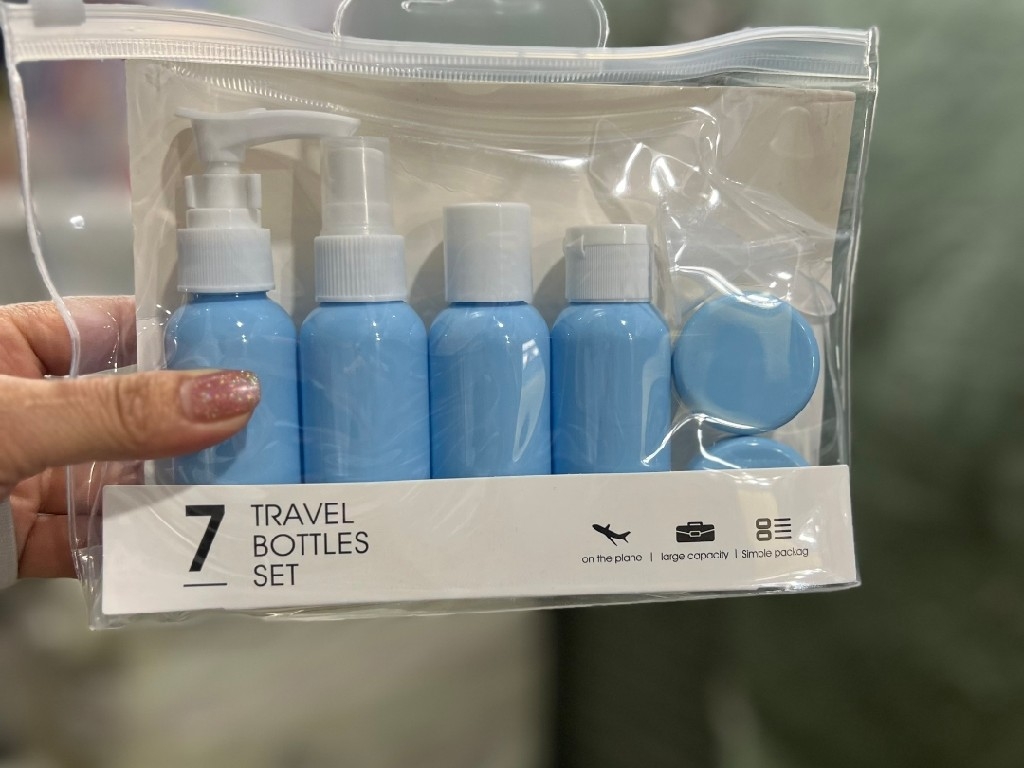 7
TRAVEL
BOTTLES
SET
on the plane | large capacity | Simple packag